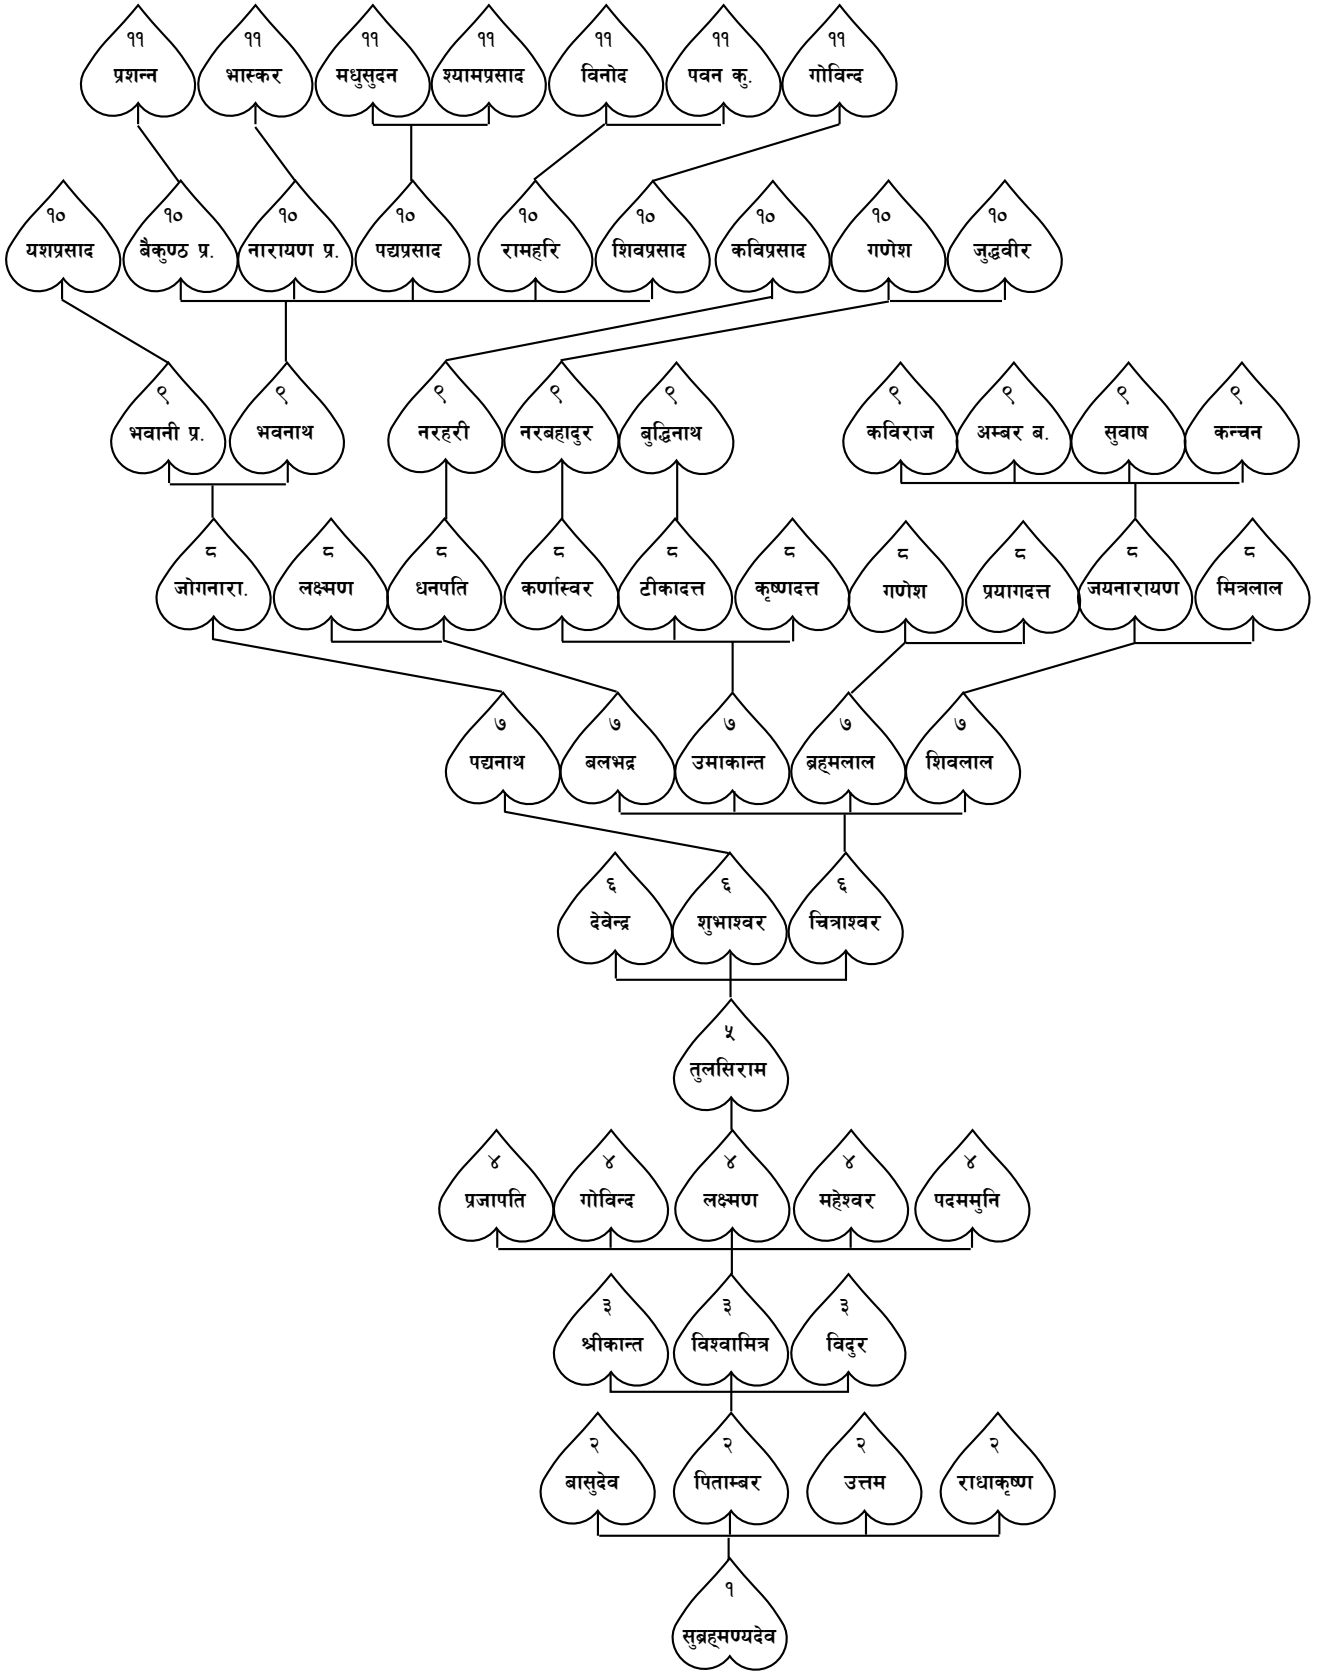 ११ ११ ११ ११ ११ ११ ११
प्रशन्न भास्कर मधुसुदन श्यामप्रसाद विनोद पवन कु. गोविन्द
१० १० १० १० १० १० १० १० १०
यशप्रसाद बैकुण्ठ प्र. नारायण प्र. पद्यप्रसाद रामहरि शिवप्रसाद कविप्रसाद गणोश जुद्धवीर
९ ९ ९ ९ ९ ९ ९ ९ ९
भवानी प्र. भवनाथ नरहरी नरबहादुर बुद्धिनाथ कविराज अम्बर ब. सुवाष कन्चन
८ ८ ८ ८ ८ ८ ८ ८ ८ ८
जोगनारा. लक्ष्मण धनपति कर्णास्वर टीकादत्त कृष्णदत्त गणोश प्रयागदत्त जयनारायण मित्रलाल
७ ७ ७ ७ ७
पद्यनाथ बलभद्र उमाकान्त ब्रह्मलाल शिवलाल
६ ६ ६
देवेन्द्र शुभाश्वर चित्राश्वर
५
तुलसिराम
४ ४ ४ ४ ४
प्रजापति गोविन्द लक्ष्मण महेश्वर पदममुनि
३ ३ ३
श्रीकान्त विश्वामित्र विदुर
२ २ २ २
बासुदेव पिताम्बर उत्तम राधाकृष्ण
१
सुब्रह्मण्यदेव